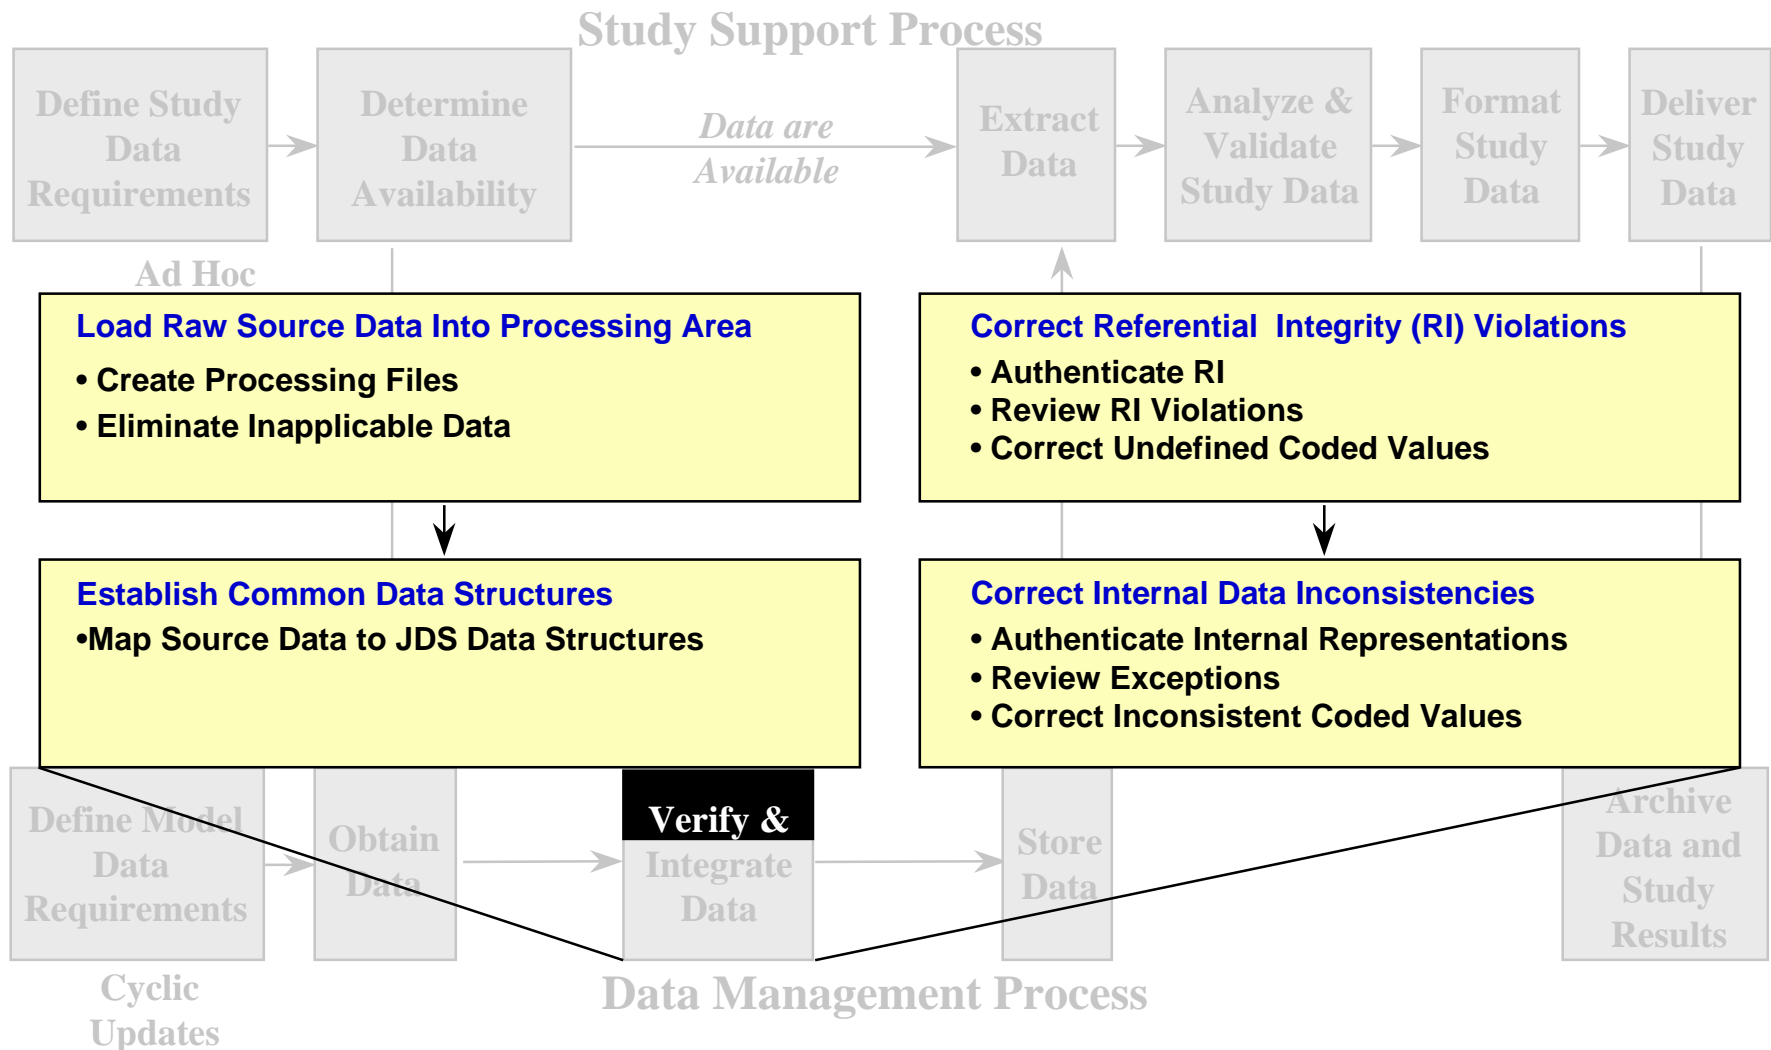 Study Support Process
Define Study
Data
Requirements
Determine
Data
Availability
Data are
Available
Extract
Data
Analyze &
Validate
Study Data
Format
Study
Data
Deliver
Study
Data
Ad Hoc
Load Raw Source Data Into Processing Area
• Create Processing Files
• Eliminate Inapplicable Data
Correct Referential Integrity (RI) Violations
• Authenticate RI
• Review RI Violations
• Correct Undefined Coded Values
Establish Common Data Structures
•Map Source Data to JDS Data Structures
Correct Internal Data Inconsistencies
• Authenticate Internal Representations
• Review Exceptions
• Correct Inconsistent Coded Values
Define Model
Data
Requirements
Obtain
Data
Verify &
Integrate
Data
Store
Data
Archive
Data and
Study
Results
Cyclic
Updates
Data Management Process